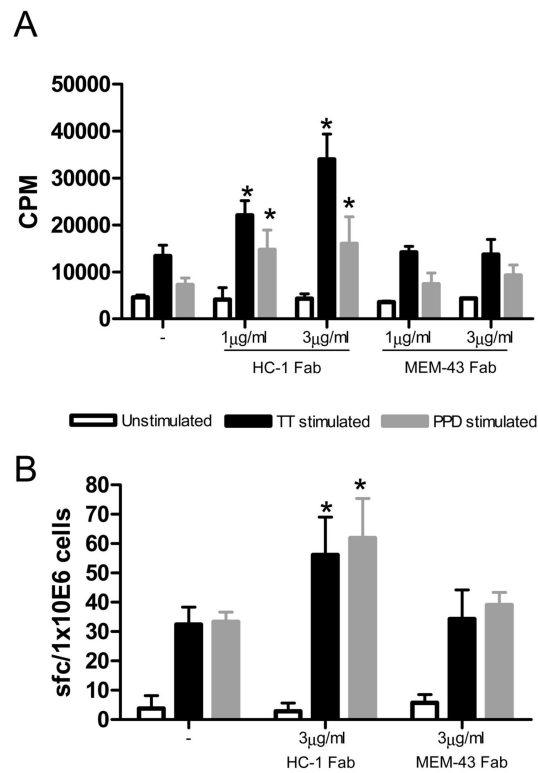 A
CPM
50000
40000
30000
20000
10000
0
* * * *
- 1μg/ml 3μg/ml 1μg/ml 3μg/ml
HC-1 Fab MEM-43 Fab
Unstimulated TT stimulated PPD stimulated
B
sfc/1x10E6 cells
80
70
60
50
40
30
20
10
0
* *
- 3μg/ml 3μg/ml
HC-1 Fab MEM-43 Fab